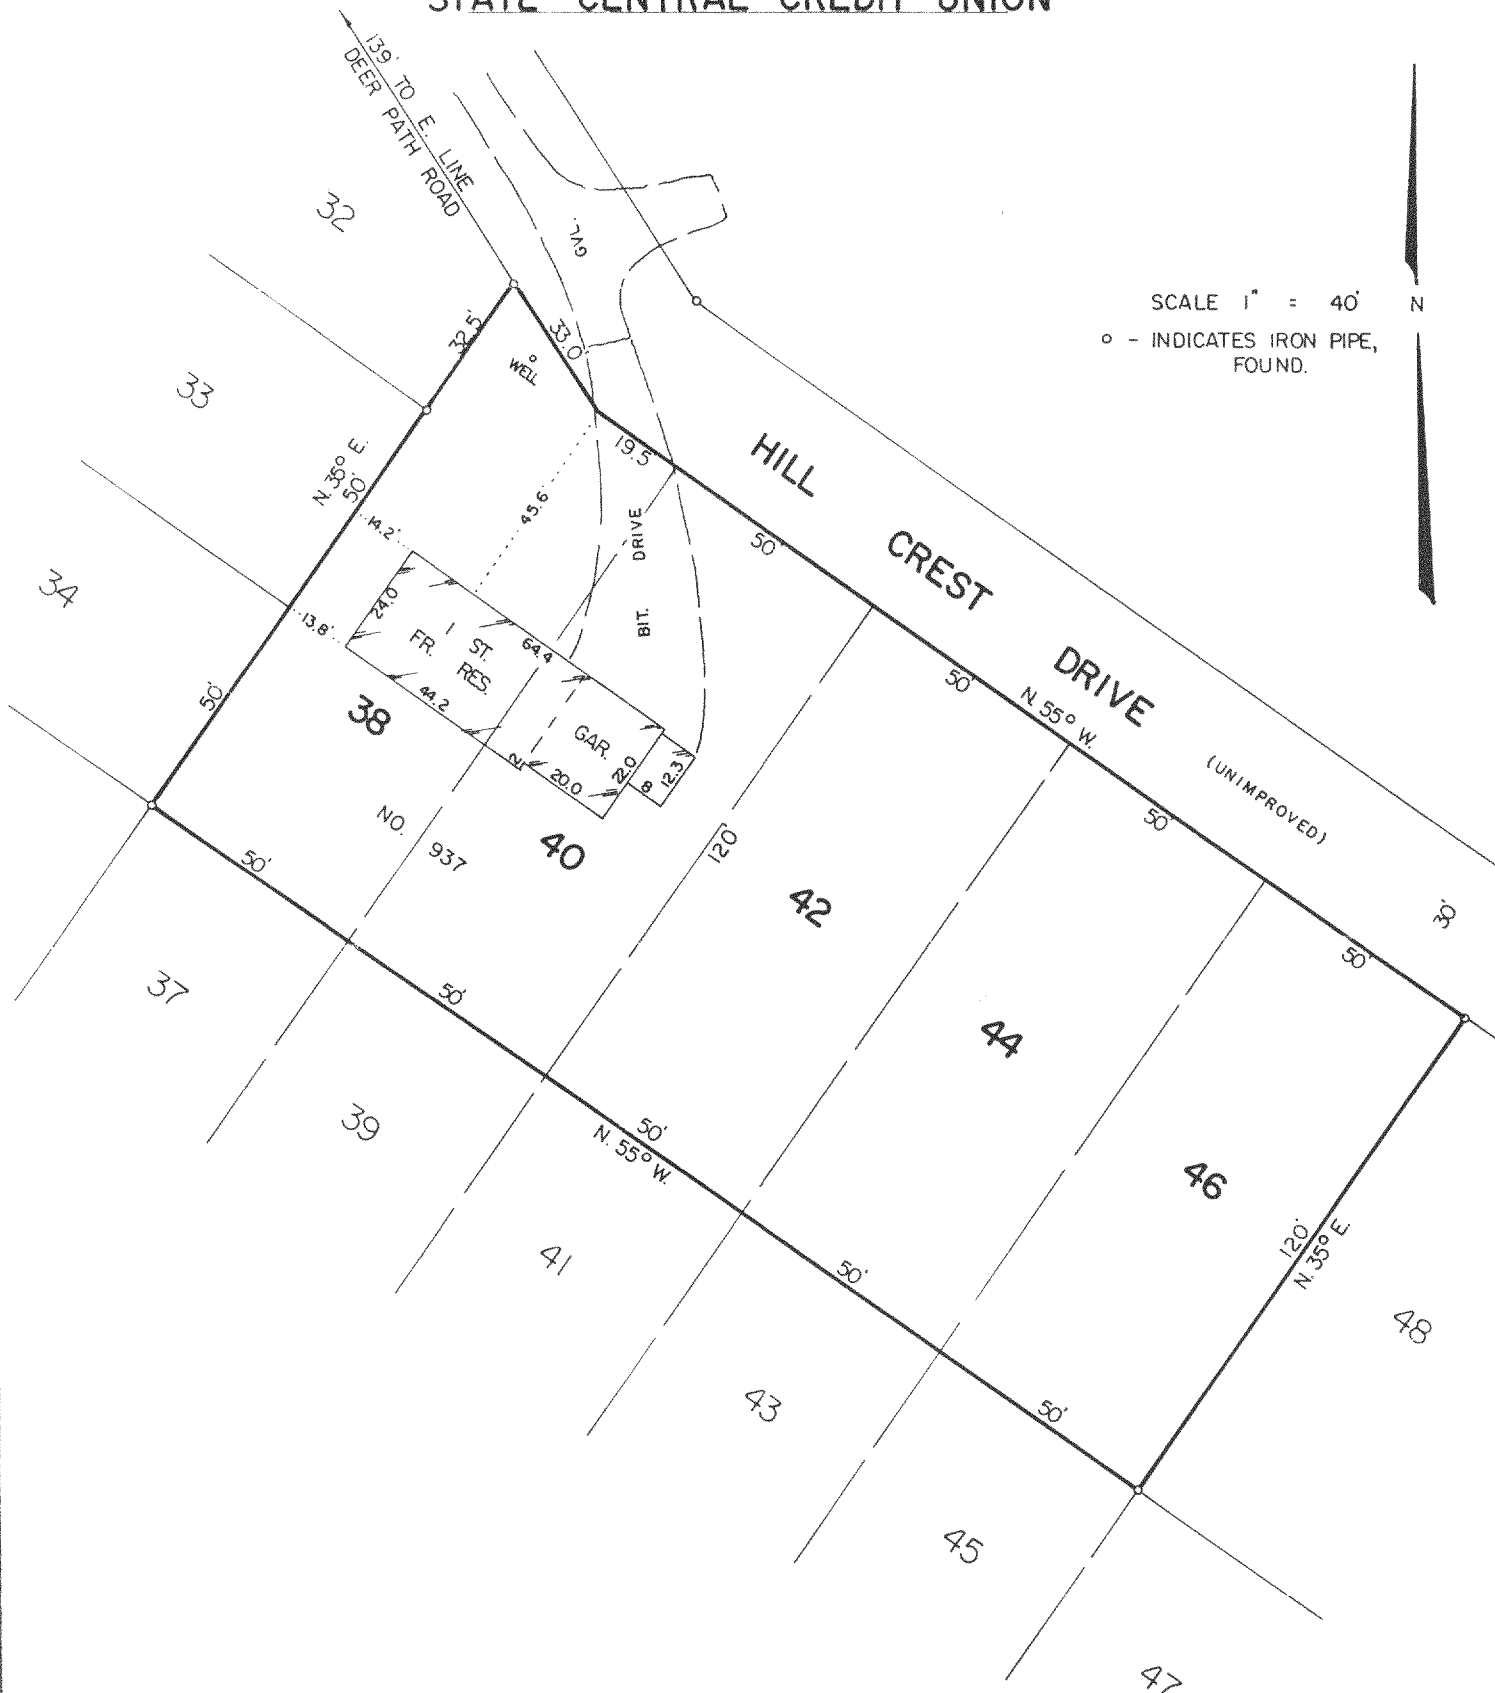 STATE CENTRAL CREDIT UNION
139' TO E. LINE
DEER PATH ROAD
32
GVL.
SCALE 1" = 40' N
o - INDICATES IRON PIPE,
FOUND.
32.5'
33.0'
WELL
33
HILL CREST DRIVE
(UNIMPROVED)
30'
19.5
N. 35° E.
50'
14.2'
45.6
BIT. DRIVE
50'
34
13.8'
24.0
1 ST.
FR. RES.
64.4
44.2
50'
38
GAR.
22.0
12.3
8
2'
20.0
50'
N. 55° W.
NO. 937
40
120'
42
50'
50'
50'
50'
37
39
44
46
50'
N. 55° W.
41
50'
120'
N. 35° E.
48
43
50'
45
47